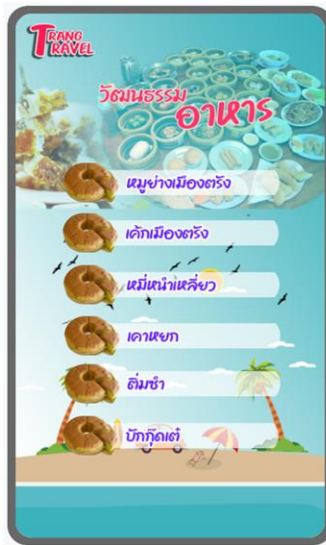 TRANG
TRAVEL
วัฒนธรรม
อาหาร
หมูย่างเมืองตรัง
เค้กเมืองตรัง
หมี่หนำเหลี่ยว
เคาหยก
ติ่มซำ
บักกุ๊ดเต๋